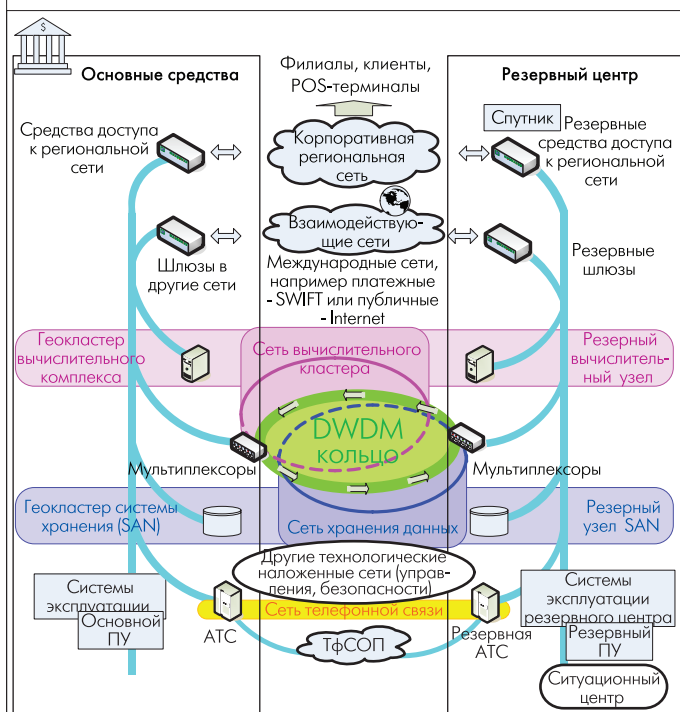 $
Основные средства
Филиалы, клиенты,
POS-терминалы
Резервный центр
Средства доступа
к региональной
сети
Корпоративная
региональная
сеть
Спутник
Резервные
средства доступа
к региональной
сети
Шлюзы в
другие сети
Взаимодействую-
щие сети
Международные сети,
например платежные
- SWIFT или публичные
- Internet
Резервные
шлюзы
Геокластер
вычислительного
комплекса
Сеть вычислительного
кластера
Резерный
вычислитель-
ный узел
DWDM
кольцо
Мультиплексоры
Мультиплексоры
Геокластер системы
хранения (SAN)
Сеть хранения данных
Резерный
узел SAN
Другие технологические
наложенные сети (управ-
ления, безопасности)
Сеть телефонной связи
Системы
эксплуатации
Основной
ПУ
АТС
ТфСОП
Резервная
АТС
Системы
эксплуатации
резервного центра
Резервный
ПУ
Ситуационный
центр